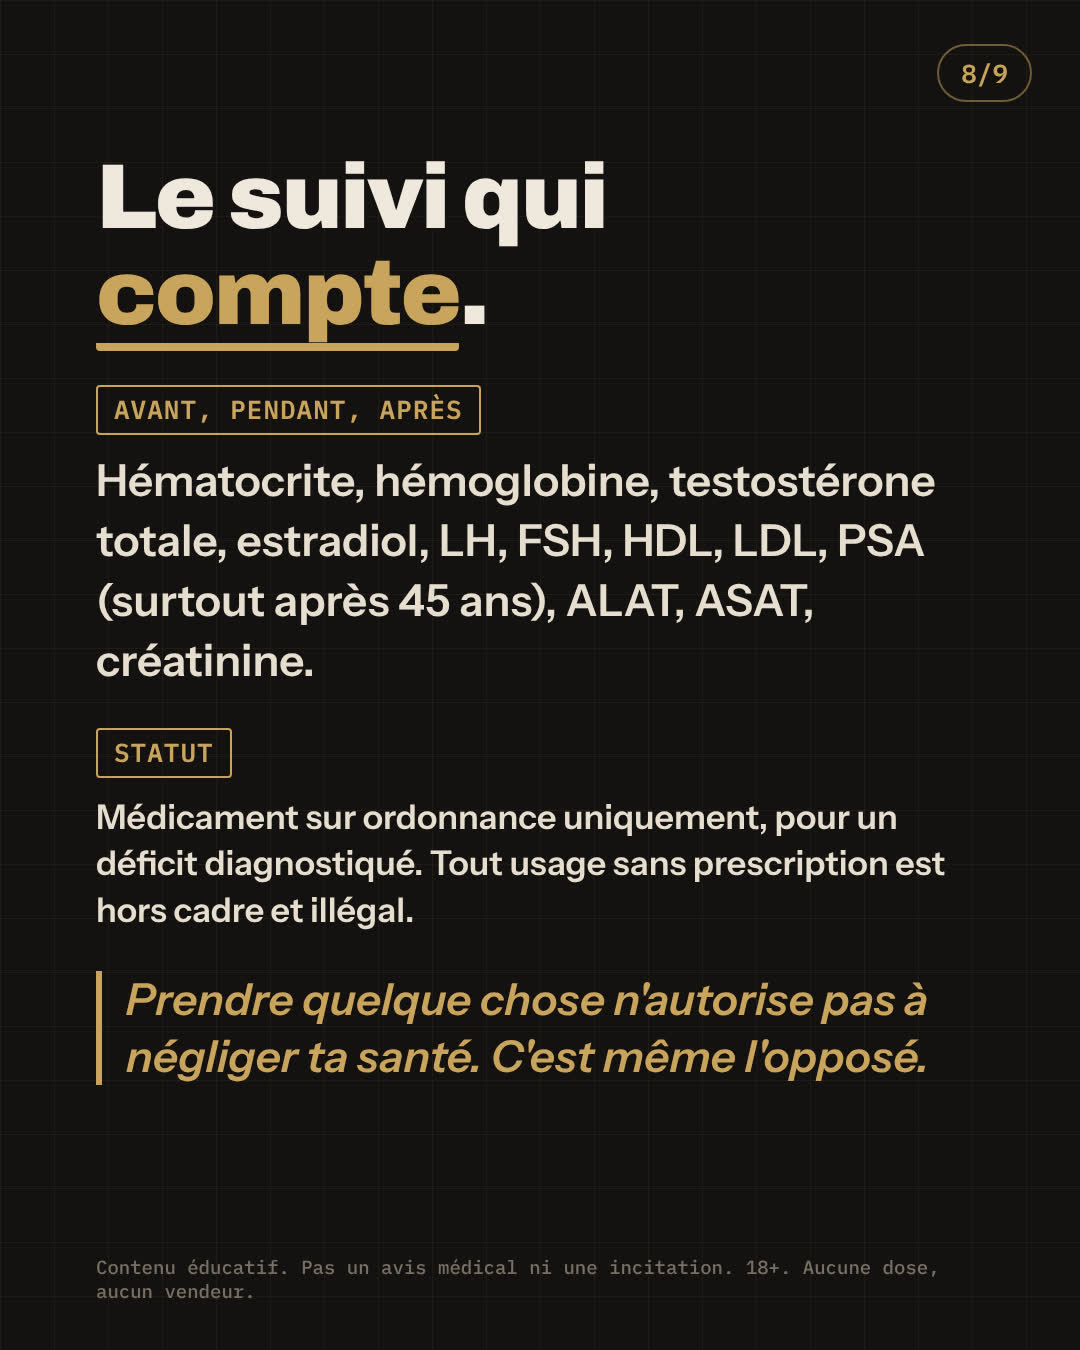 8/9
Le suivi qui
compte.
AVANT, PENDANT, APRÈS
Hématocrite, hémoglobine, testostérone
totale, estradiol, LH, FSH, HDL, LDL, PSA
(surtout après 45 ans), ALAT, ASAT,
créatinine.
STATUT
Médicament sur ordonnance uniquement, pour un
déficit diagnostiqué. Tout usage sans prescription est
hors cadre et illégal.
Prendre quelque chose n'autorise pas à
négliger ta santé. C'est même l'opposé.
Contenu éducatif. Pas un avis médical ni une incitation. 18+. Aucune dose,
aucun vendeur.